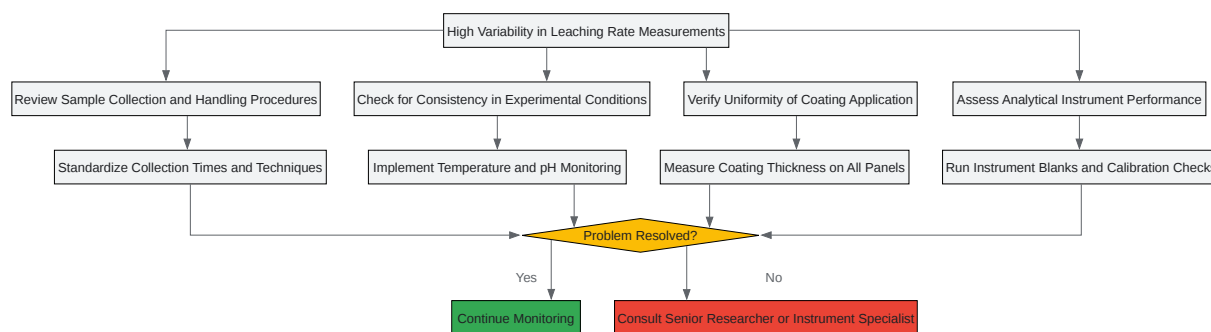 High Variability in Leaching Rate Measurements
Review Sample Collection and Handling Procedures
Check for Consistency in Experimental Conditions
Verify Uniformity of Coating Application
Assess Analytical Instrument Performance
Standardize Collection Times and Techniques
Implement Temperature and pH Monitoring
Measure Coating Thickness on All Panels
Run Instrument Blanks and Calibration Checks
Problem Resolved?
Yes
No
Continue Monitoring
Consult Senior Researcher or Instrument Specialist